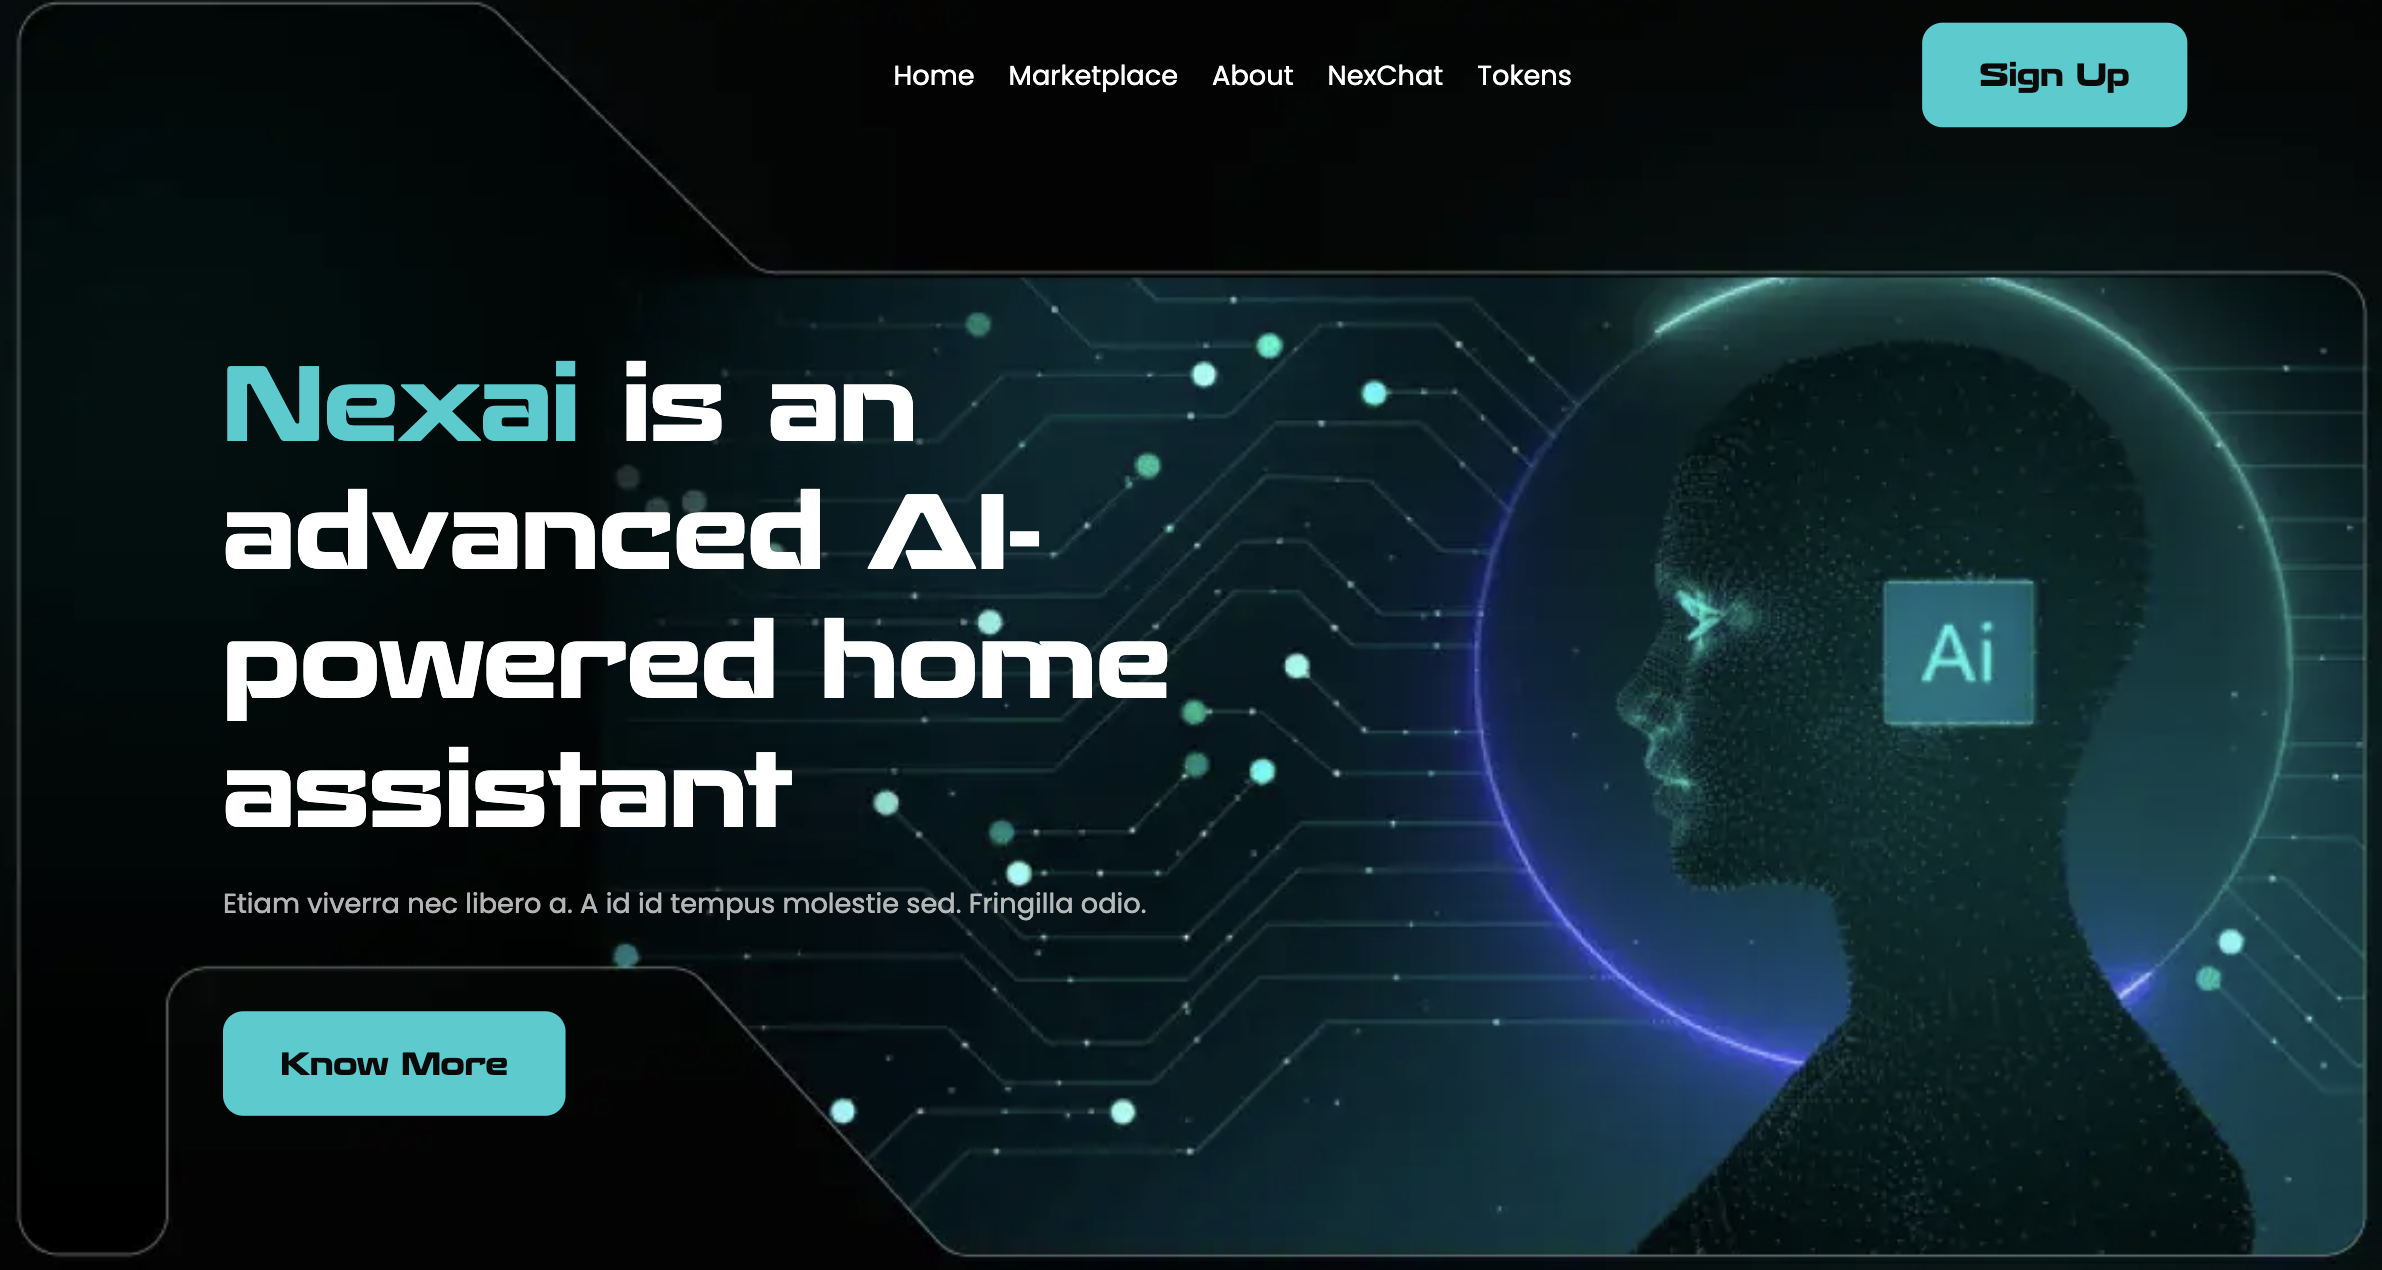 Home Marketplace About NexChat Tokens
Sign Up
Nexai is an
advanced AI-
powered home
assistant
Etiam viverra nec libero a. A id id tempus molestie sed. Fringilla odio.
Know More
Ai